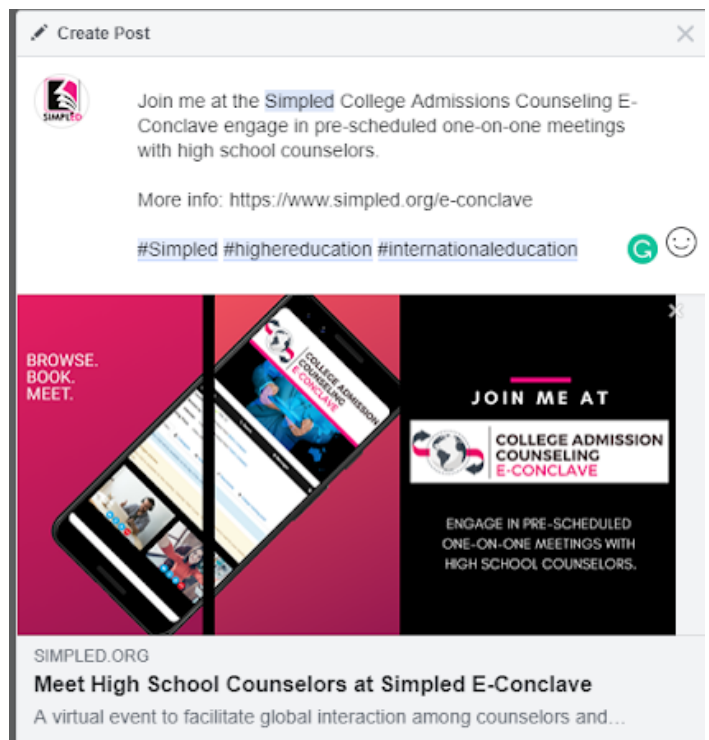 Create Post
SIMPLED
Join me at the Simpled College Admissions Counseling E-
Conclave engage in pre-scheduled one-on-one meetings
with high school counselors.
More info: https://www.simpled.org/e-conclave
#Simpled #highereducation #internationaleducation
BROWSE.
BOOK.
MEET.
COLLEGE ADMISSION
COUNSELING
E-CONCLAVE
JOIN ME AT
COLLEGE ADMISSION
COUNSELING
E-CONCLAVE
ENGAGE IN PRE-SCHEDULED
ONE-ON-ONE MEETINGS WITH
HIGH SCHOOL COUNSELORS.
SIMPLED.ORG
Meet High School Counselors at Simpled E-Conclave
A virtual event to facilitate global interaction among counselors and...